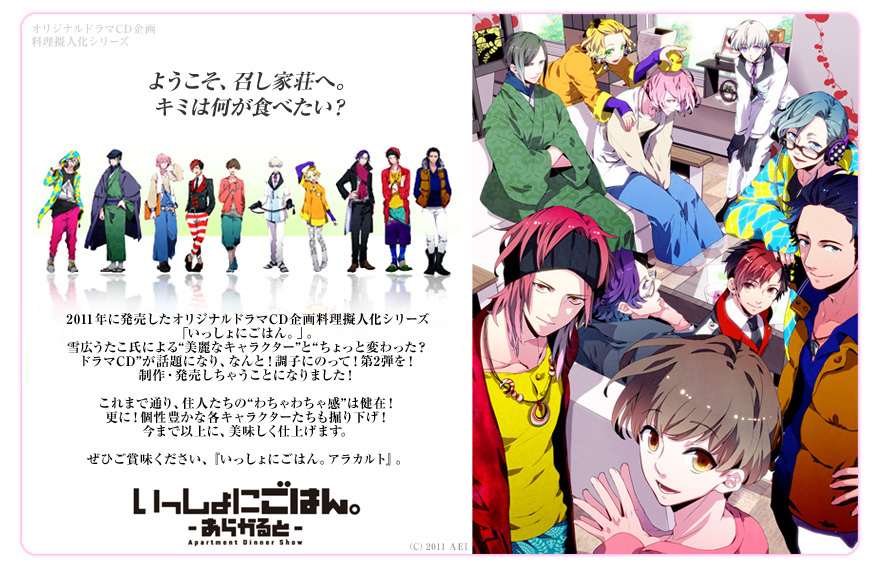 オリジナルドラマCD企画
料理擬人化シリーズ
ようこそ、召し家荘へ。
キミは何が食べたい？
2011年に発売したオリジナルドラマCD企画料理擬人化シリーズ
「いっしょにごはん。」。
雪広うたこ氏による“美麗なキャラクター”と“ちょっと変わった？
ドラマCD”が話題になり、なんと！調子にのって！第2弾を！
制作・発売しちゃうことになりました！
これまで通り、住人たちの“わちゃわちゃ感”は健在！
更に！個性豊かな各キャラクターたちも掘り下げ！
今まで以上に、美味しく仕上げます。
ぜひご賞味ください、『いっしょにごはん。アラカルト』。
いっしょにごはん。
-あらかると-
Apartment Dinner Show
(C) 2011 AEI